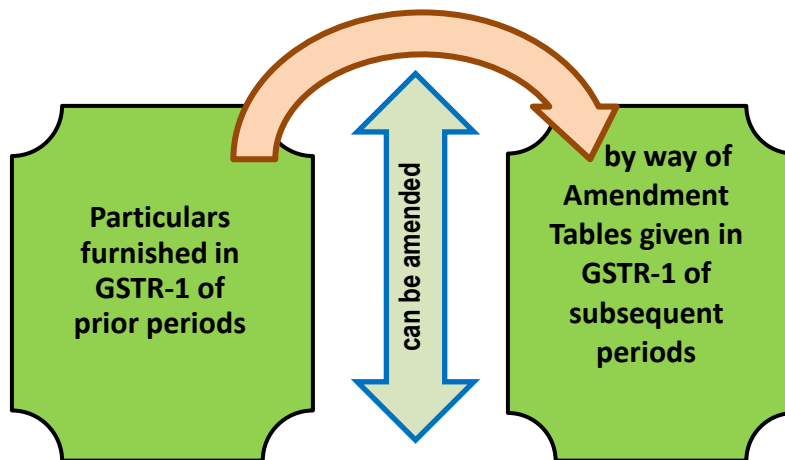 Particulars
furnished in
GSTR-1 of
prior periods
can be amended
by way of
Amendment
Tables given in
GSTR-1 of
subsequent
periods